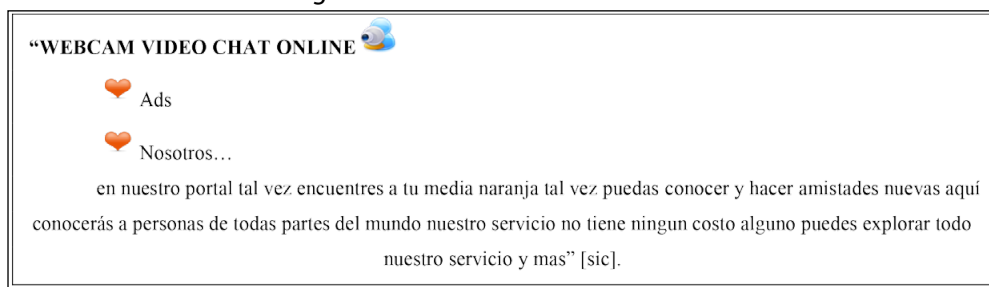 “WEBCAM VIDEO CHAT ONLINE
Ads
Nosotros…
en nuestro portal tal vez encuentres a tu media naranja tal vez puedas conocer y hacer amistades nuevas aquí
conocerás a personas de todas partes del mundo nuestro servicio no tiene ningun costo alguno puedes explorar todo
nuestro servicio y mas” [sic].